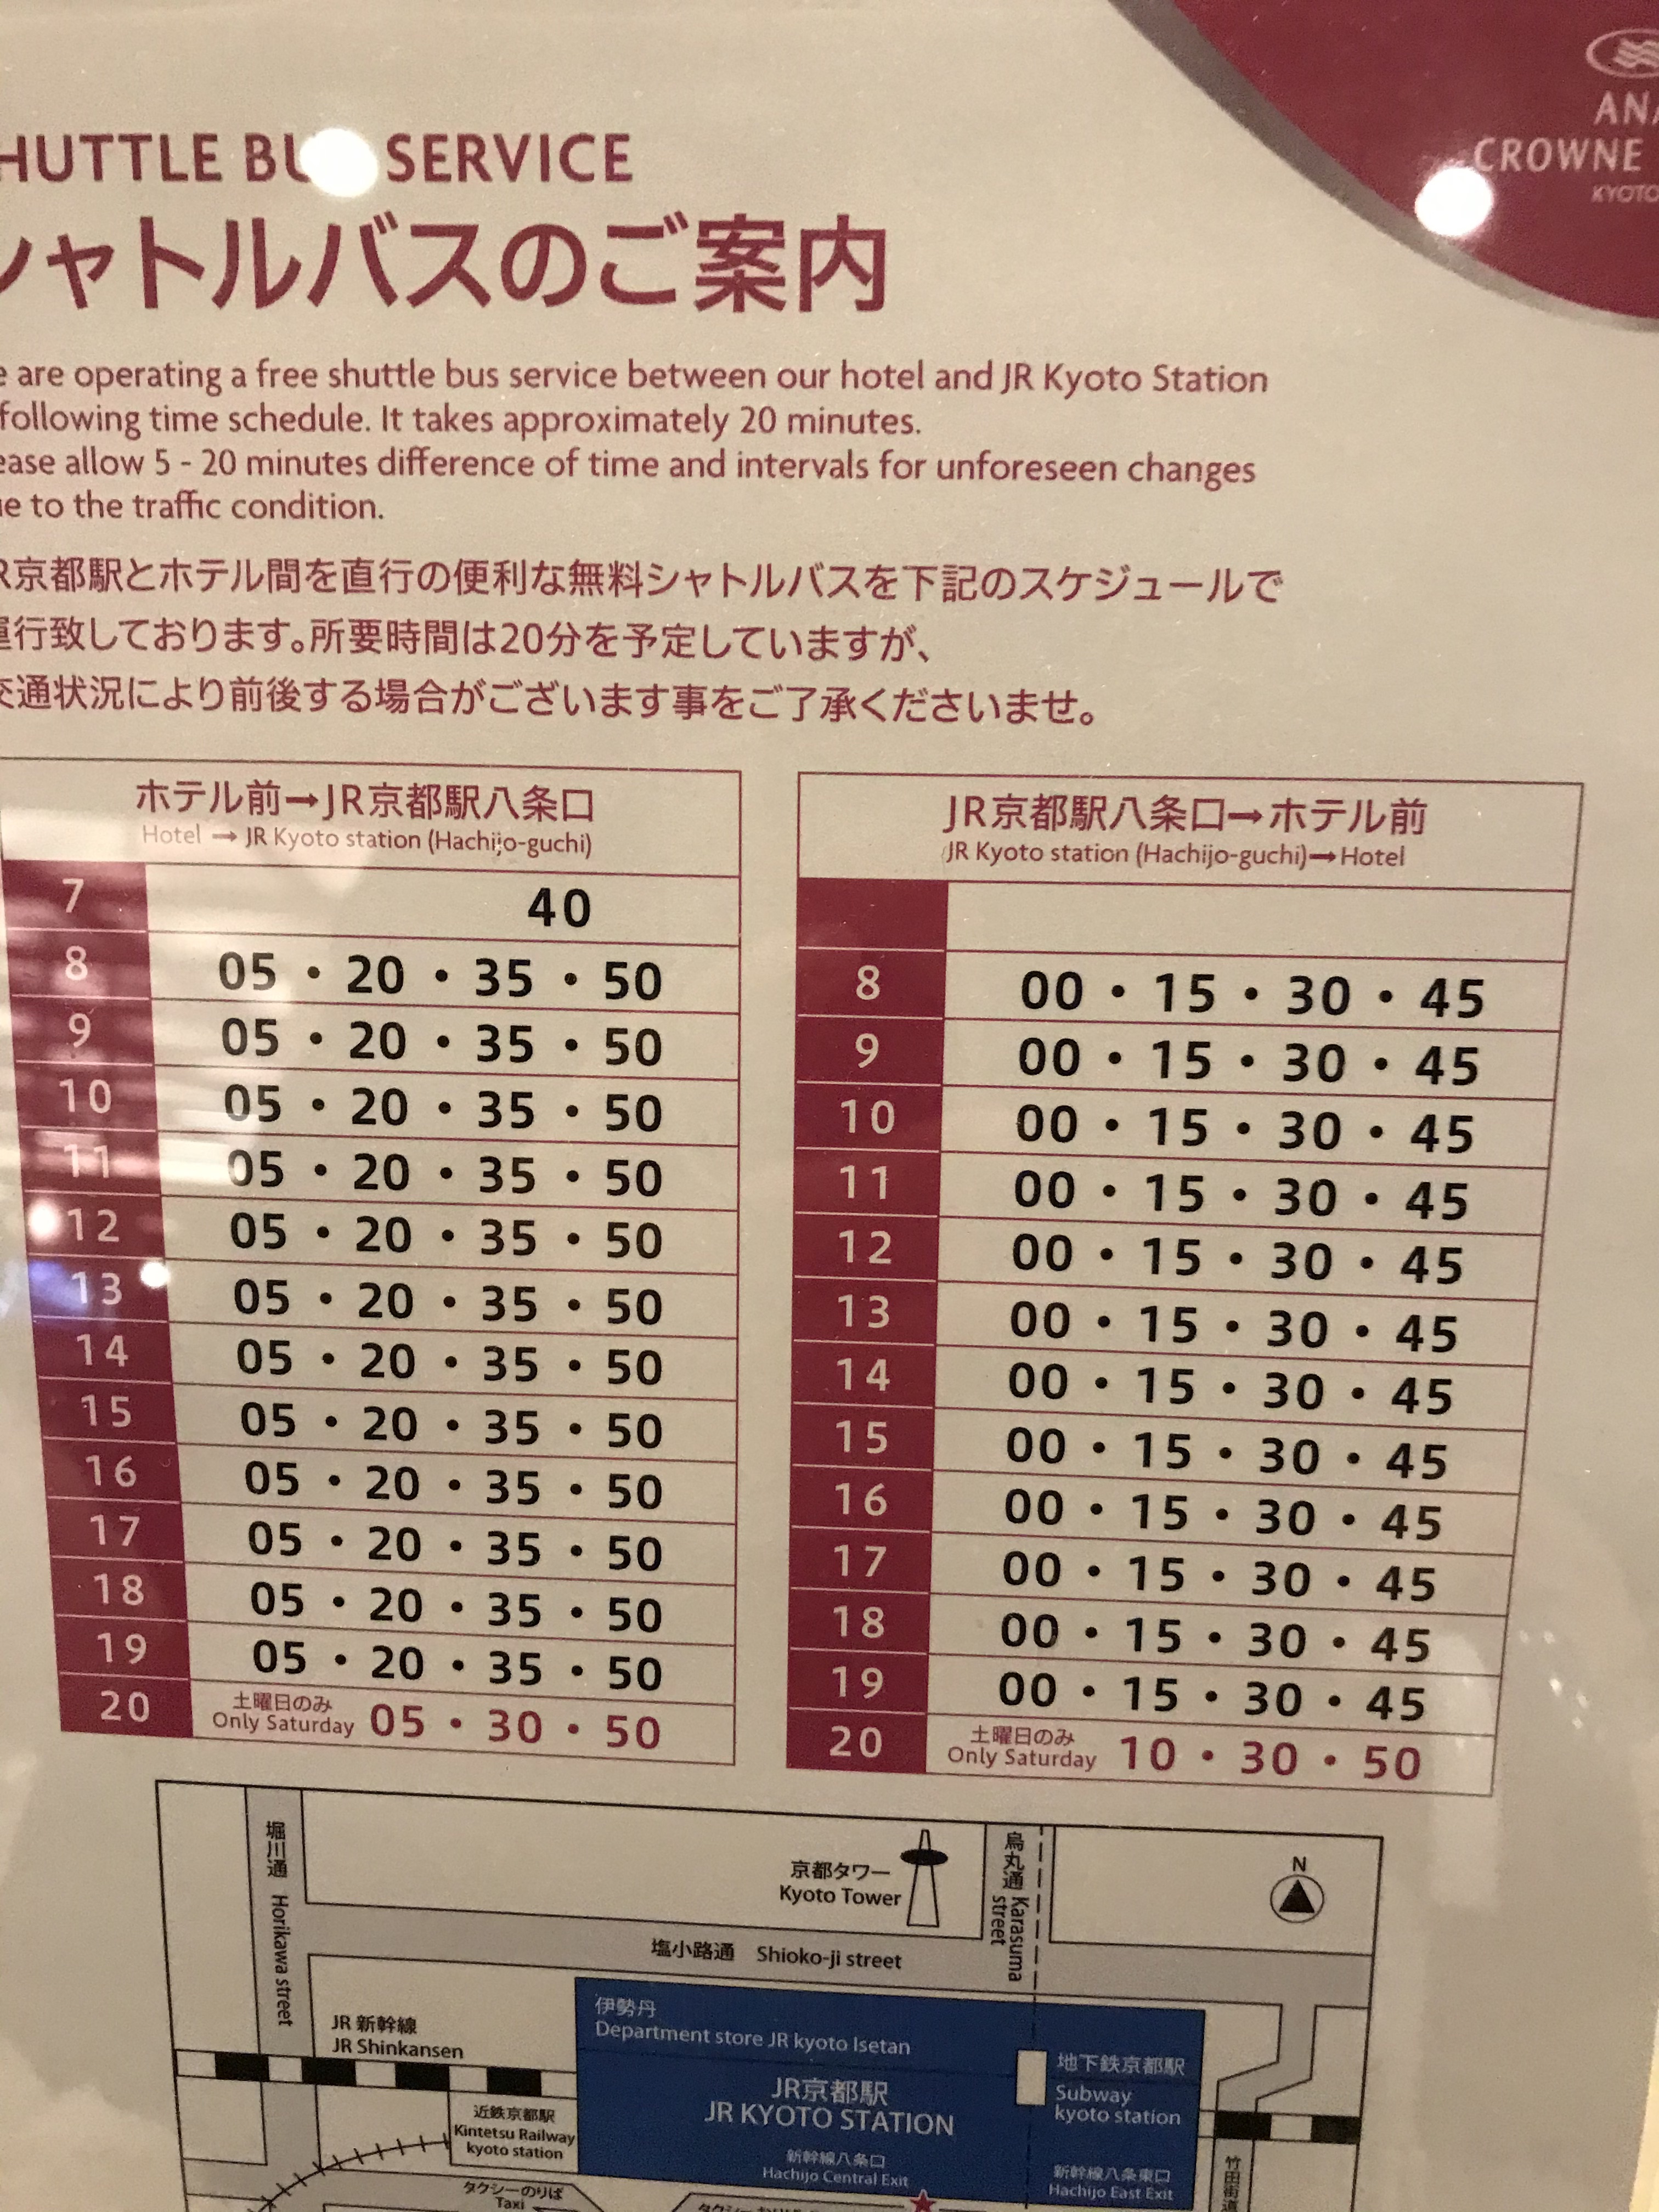 HUTTLE BUS SERVICE
シャトルバスのご案内
ANA
CROWNE
KYOTO
e are operating a free shuttle bus service between our hotel and JR Kyoto Station
following time schedule. It takes approximately 20 minutes.
ease allow 5 - 20 minutes difference of time and intervals for unforeseen changes
ue to the traffic condition.
R京都駅とホテル間を直行の便利な無料シャトルバスを下記のスケジュールで
運行致しております。所要時間は20分を予定していますが、
交通状況により前後する場合がございます事をご了承くださいませ。
ホテル前→JR京都駅八条口
Hotel → JR Kyoto station (Hachijo-guchi)
7 40
8 05・20・35・50
9 05・20・35・50
10 05・20・35・50
11 05・20・35・50
12 05・20・35・50
13 05・20・35・50
14 05・20・35・50
15 05・20・35・50
16 05・20・35・50
17 05・20・35・50
18 05・20・35・50
19 05・20・35・50
20 土曜日のみ
Only Saturday 05・30・50
JR京都駅八条口→ホテル前
JR Kyoto station (Hachijo-guchi)→Hotel
8 00・15・30・45
9 00・15・30・45
10 00・15・30・45
11 00・15・30・45
12 00・15・30・45
13 00・15・30・45
14 00・15・30・45
15 00・15・30・45
16 00・15・30・45
17 00・15・30・45
18 00・15・30・45
19 00・15・30・45
20 土曜日のみ
Only Saturday 10・30・50
堀川通 Horikawa street
京都タワー
Kyoto Tower
烏丸通 Karasuma
street
N
塩小路通 Shioko-ji street
JR 新幹線
JR Shinkansen
伊勢丹
Department store JR kyoto Isetan
JR京都駅
JR KYOTO STATION
地下鉄京都駅
Subway
kyoto station
近鉄京都駅
Kintetsu Railway
kyoto station
新幹線八条口
Hachijo Central Exit
新幹線八条東口
Hachijo East Exit
竹田街道
タクシーのりば
Taxi